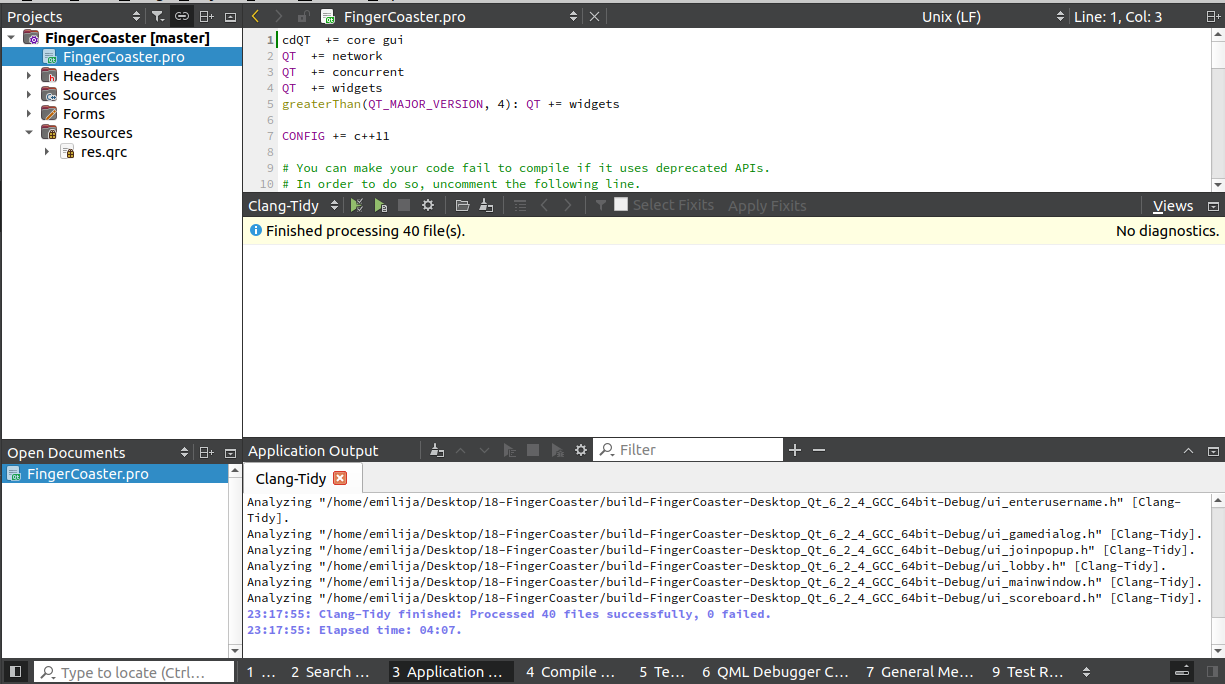 Projects
FingerCoaster.pro
Unix (LF)
Line: 1, Col: 3
FingerCoaster [master]
FingerCoaster.pro
Headers
Sources
Forms
Resources
res.qrc
1 cdQT  += core gui
2 QT  += network
3 QT  += concurrent
4 QT  += widgets
5 greaterThan(QT_MAJOR_VERSION, 4): QT += widgets
6
7 CONFIG += c++11
8
9 # You can make your code fail to compile if it uses deprecated APIs.
10 # In order to do so, uncomment the following line.
Clang-Tidy
Select Fixits
Apply Fixits
Views
Finished processing 40 file(s).
No diagnostics.
Open Documents
FingerCoaster.pro
Application Output
Filter
Clang-Tidy
Analyzing "/home/emilija/Desktop/18-FingerCoaster/build-FingerCoaster-Desktop_Qt_6_2_4_GCC_64bit-Debug/ui_enterusername.h" [Clang-
Tidy].
Analyzing "/home/emilija/Desktop/18-FingerCoaster/build-FingerCoaster-Desktop_Qt_6_2_4_GCC_64bit-Debug/ui_gamedialog.h" [Clang-Tidy].
Analyzing "/home/emilija/Desktop/18-FingerCoaster/build-FingerCoaster-Desktop_Qt_6_2_4_GCC_64bit-Debug/ui_joinpopup.h" [Clang-Tidy].
Analyzing "/home/emilija/Desktop/18-FingerCoaster/build-FingerCoaster-Desktop_Qt_6_2_4_GCC_64bit-Debug/ui_lobby.h" [Clang-Tidy].
Analyzing "/home/emilija/Desktop/18-FingerCoaster/build-FingerCoaster-Desktop_Qt_6_2_4_GCC_64bit-Debug/ui_mainwindow.h" [Clang-Tidy].
Analyzing "/home/emilija/Desktop/18-FingerCoaster/build-FingerCoaster-Desktop_Qt_6_2_4_GCC_64bit-Debug/ui_scoreboard.h" [Clang-Tidy].
23:17:55: Clang-Tidy finished: Processed 40 files successfully, 0 failed.
23:17:55: Elapsed time: 04:07.
Type to locate (Ctrl...
1 ...
2 Search ...
3 Application ...
4 Compile ...
5 Te...
6 QML Debugger C...
7 General Me...
9 Test R...